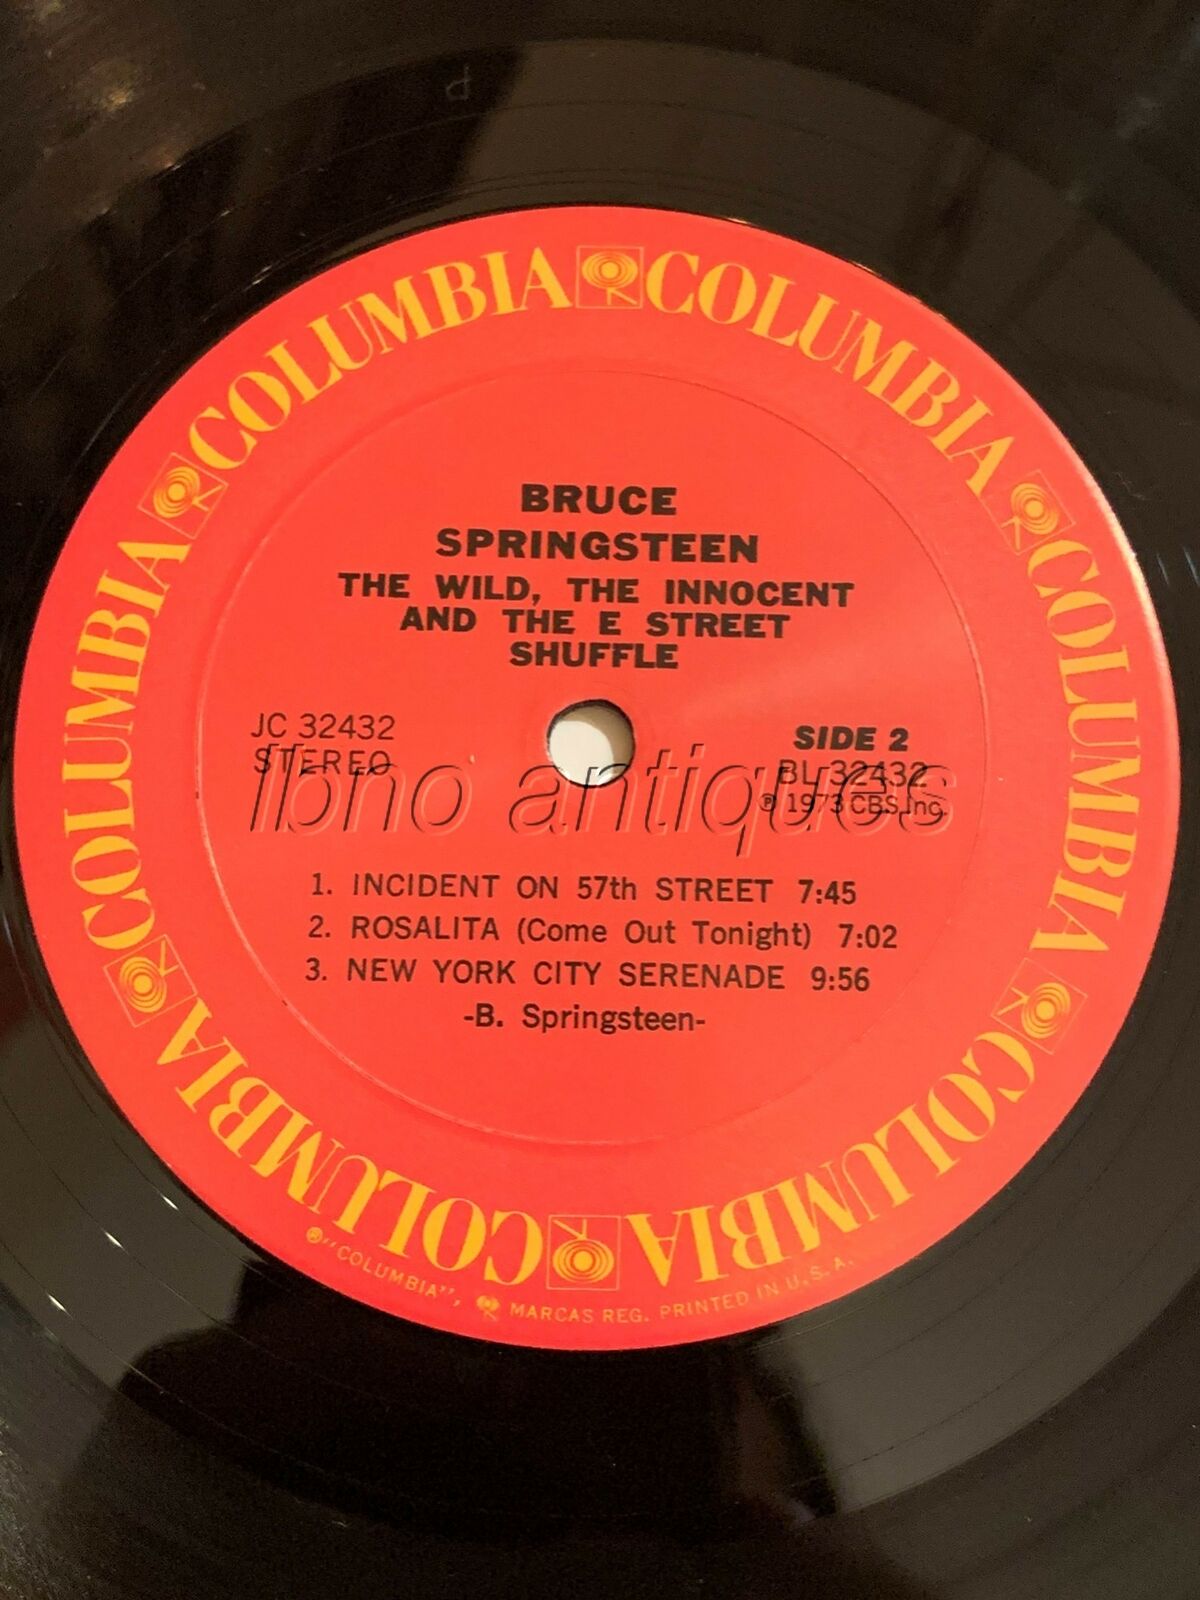 COLUMBIA COLUMBIA COLUMBIA COLUMBIA COLUMBIA COLUMBIA
BRUCE
SPRINGSTEEN
THE WILD, THE INNOCENT
AND THE E STREET
SHUFFLE
JC 32432
STEREO
SIDE 2
BL 32432
℗ 1973 CBS Inc.
lbno antiques
1. INCIDENT ON 57th STREET 7:45
2. ROSALITA (Come Out Tonight) 7:02
3. NEW YORK CITY SERENADE 9:56
-B. Springsteen-
®"COLUMBIA", MARCAS REG. PRINTED IN U.S.A.